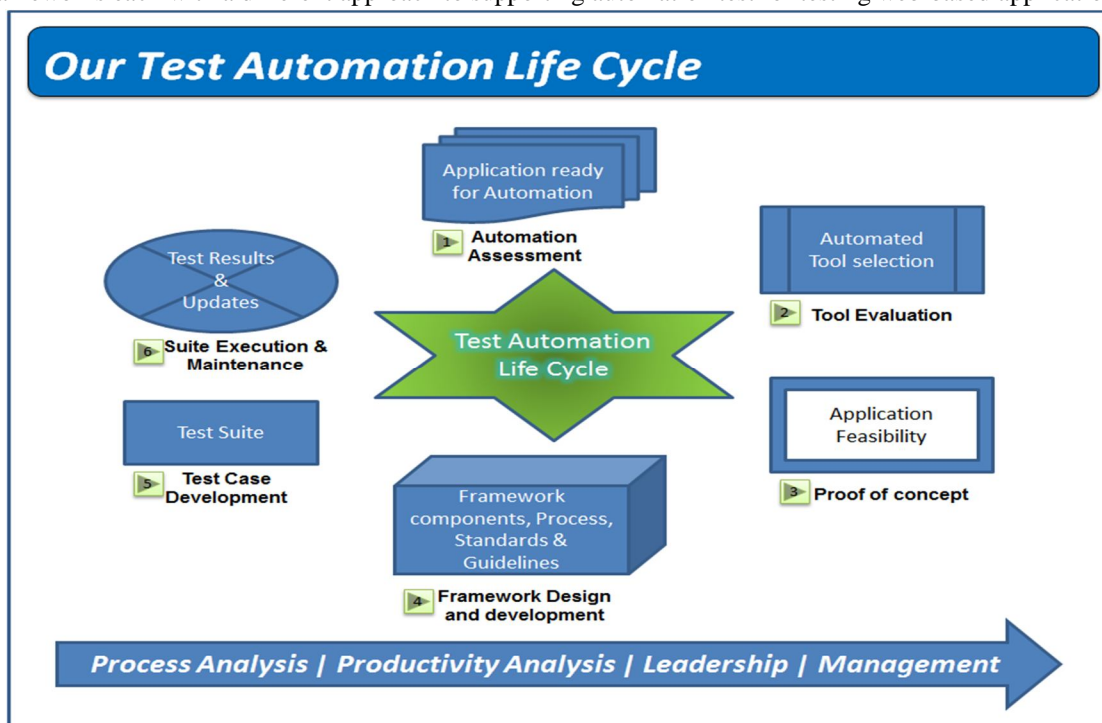 Our Test Automation Life Cycle
Application ready
for Automation
1
Automation
Assessment
Automated
Tool selection
2
Tool Evaluation
Application
Feasibility
3
Proof of concept
Framework
components, Process,
Standards &
Guidelines
4
Framework Design
and development
Test Suite
5
Test Case
Development
Test Results
&
Updates
6
Suite Execution &
Maintenance
Test Automation
Life Cycle
Process Analysis | Productivity Analysis | Leadership | Management